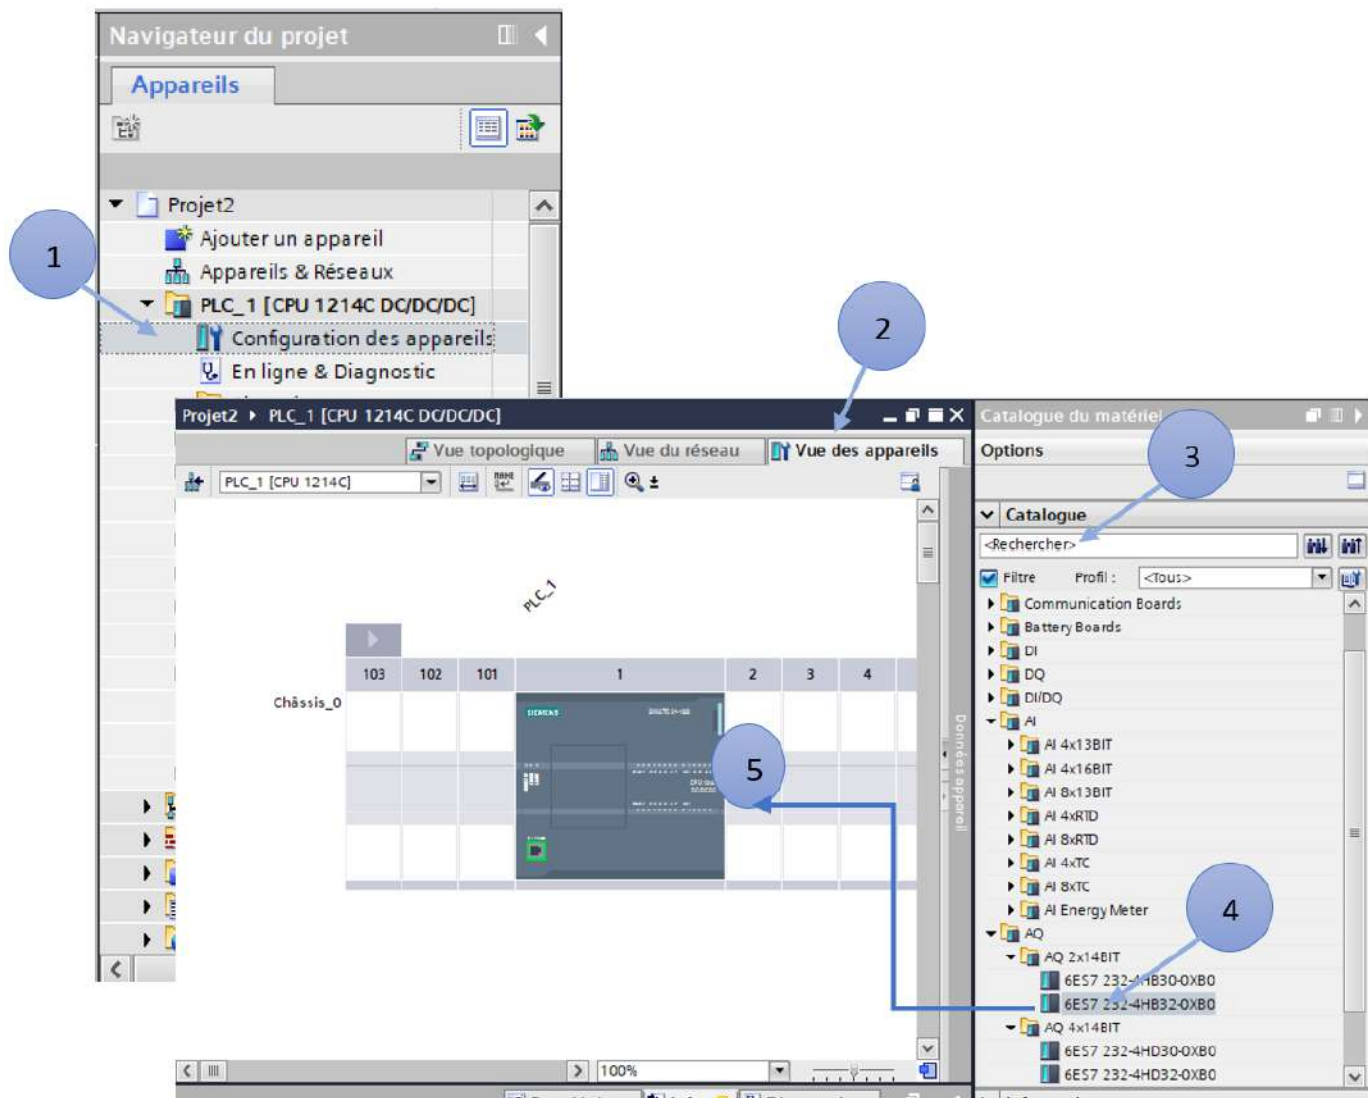 Navigateur du projet
Appareils
Projet2
Ajouter un appareil
1
Appareils & Réseaux
PLC_1 [CPU 1214C DC/DC/DC]
Configuration des appareils
En ligne & Diagnostic
2
Projet2 ▸ PLC_1 [CPU 1214C DC/DC/DC]
Vue topologique
Vue du réseau
Vue des appareils
PLC_1 [CPU 1214C]
PLC_1
103
102
101
1
2
3
4
Châssis_0
SIEMENS
5
Données appareil
100%
Catalogue du matériel
Options
3
Catalogue
<Rechercher>
Filtre
Profil :
<Tous>
Communication Boards
Battery Boards
DI
DQ
DI/DQ
AI
AI 4x13BIT
AI 4x16BIT
AI 8x13BIT
AI 4xRTD
AI 8xRTD
AI 4xTC
AI 8xTC
AI Energy Meter
4
AQ
AQ 2x14BIT
6ES7 232-4HB30-0XB0
6ES7 232-4HB32-0XB0
AQ 4x14BIT
6ES7 232-4HD30-0XB0
6ES7 232-4HD32-0XB0